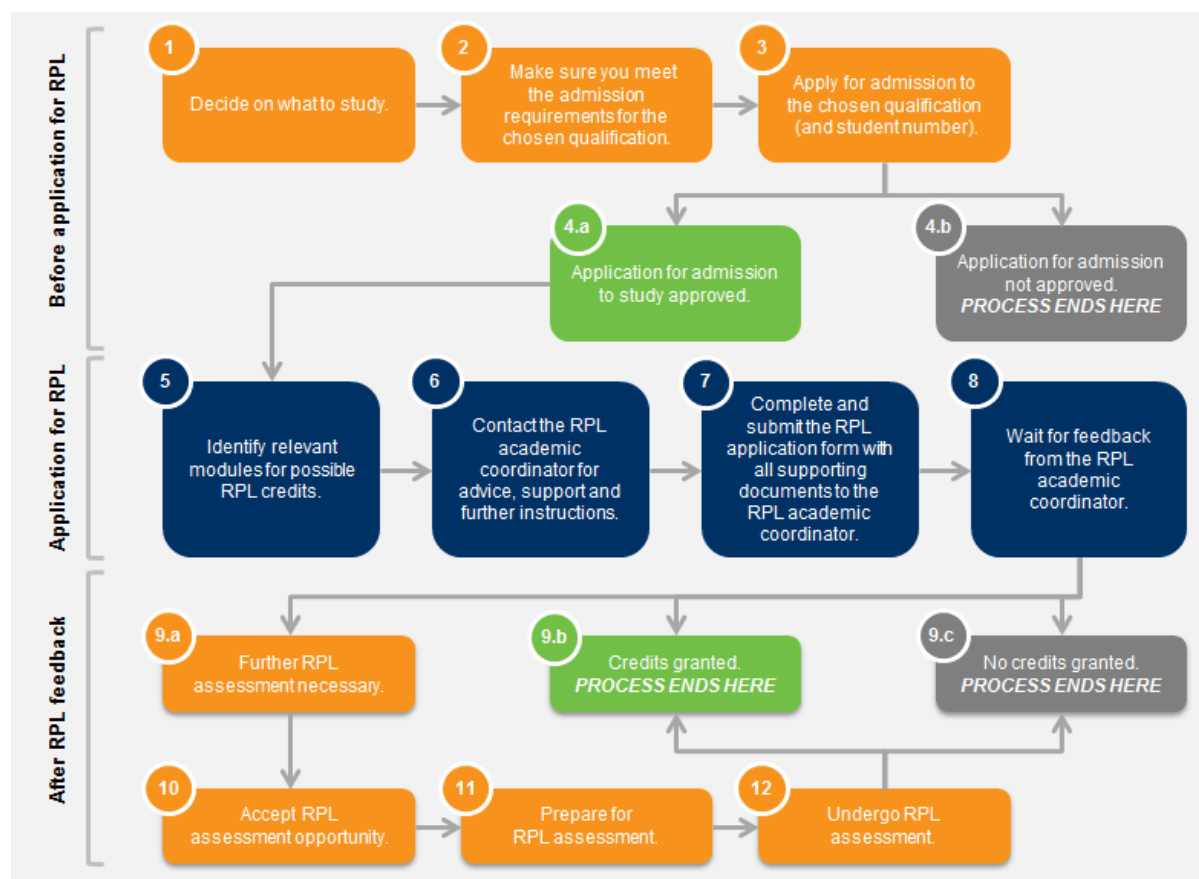 Before application for RPL
1
Decide on what to study.
2
Make sure you meet
the admission
requirements for the
chosen qualification.
3
Apply for admission to
the chosen qualification
(and student number).
4.a
Application for admission
to study approved.
4.b
Application for admission
not approved.
PROCESS ENDS HERE
Application for RPL
5
Identify relevant
modules for possible
RPL credits.
6
Contact the RPL
academic
coordinator for
advice, support and
further instructions.
7
Complete and
submit the RPL
application form with
all supporting
documents to the
RPL academic
coordinator.
8
Wait for feedback
from the RPL
academic
coordinator.
After RPL feedback
9.a
Further RPL
assessment necessary.
9.b
Credits granted.
PROCESS ENDS HERE
9.c
No credits granted.
PROCESS ENDS HERE
10
Accept RPL
assessment opportunity.
11
Prepare for
RPL assessment.
12
Undergo RPL
assessment.